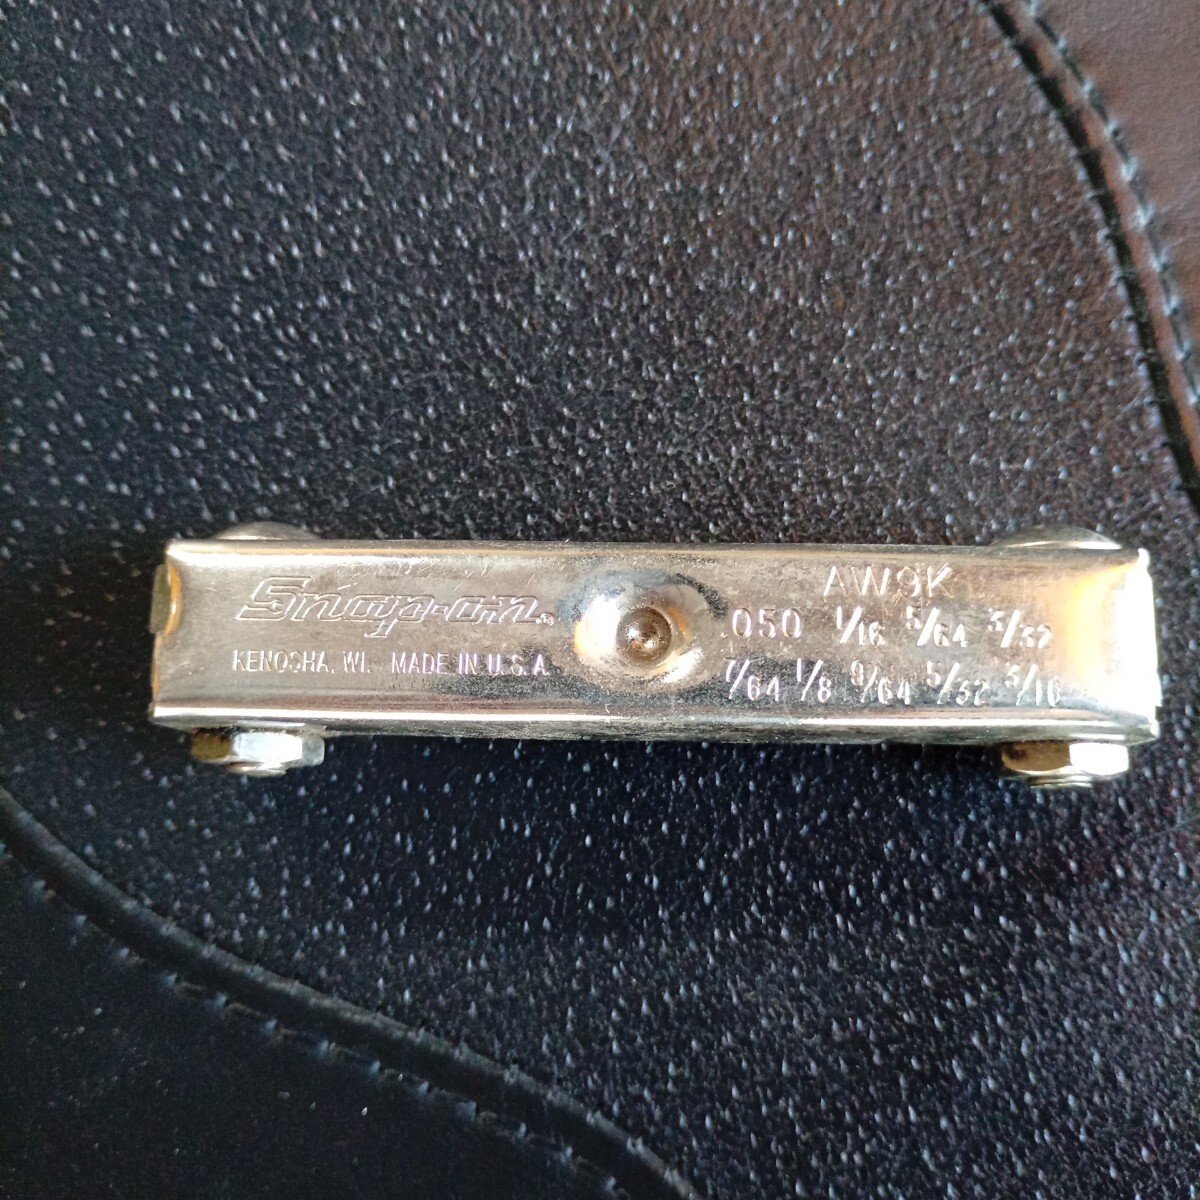 Snap-on®
KENOSHA, WI. MADE IN U.S.A.
AW9K
.050 1/16 5/64 3/32
7/64 1/8 9/64 5/32 3/16